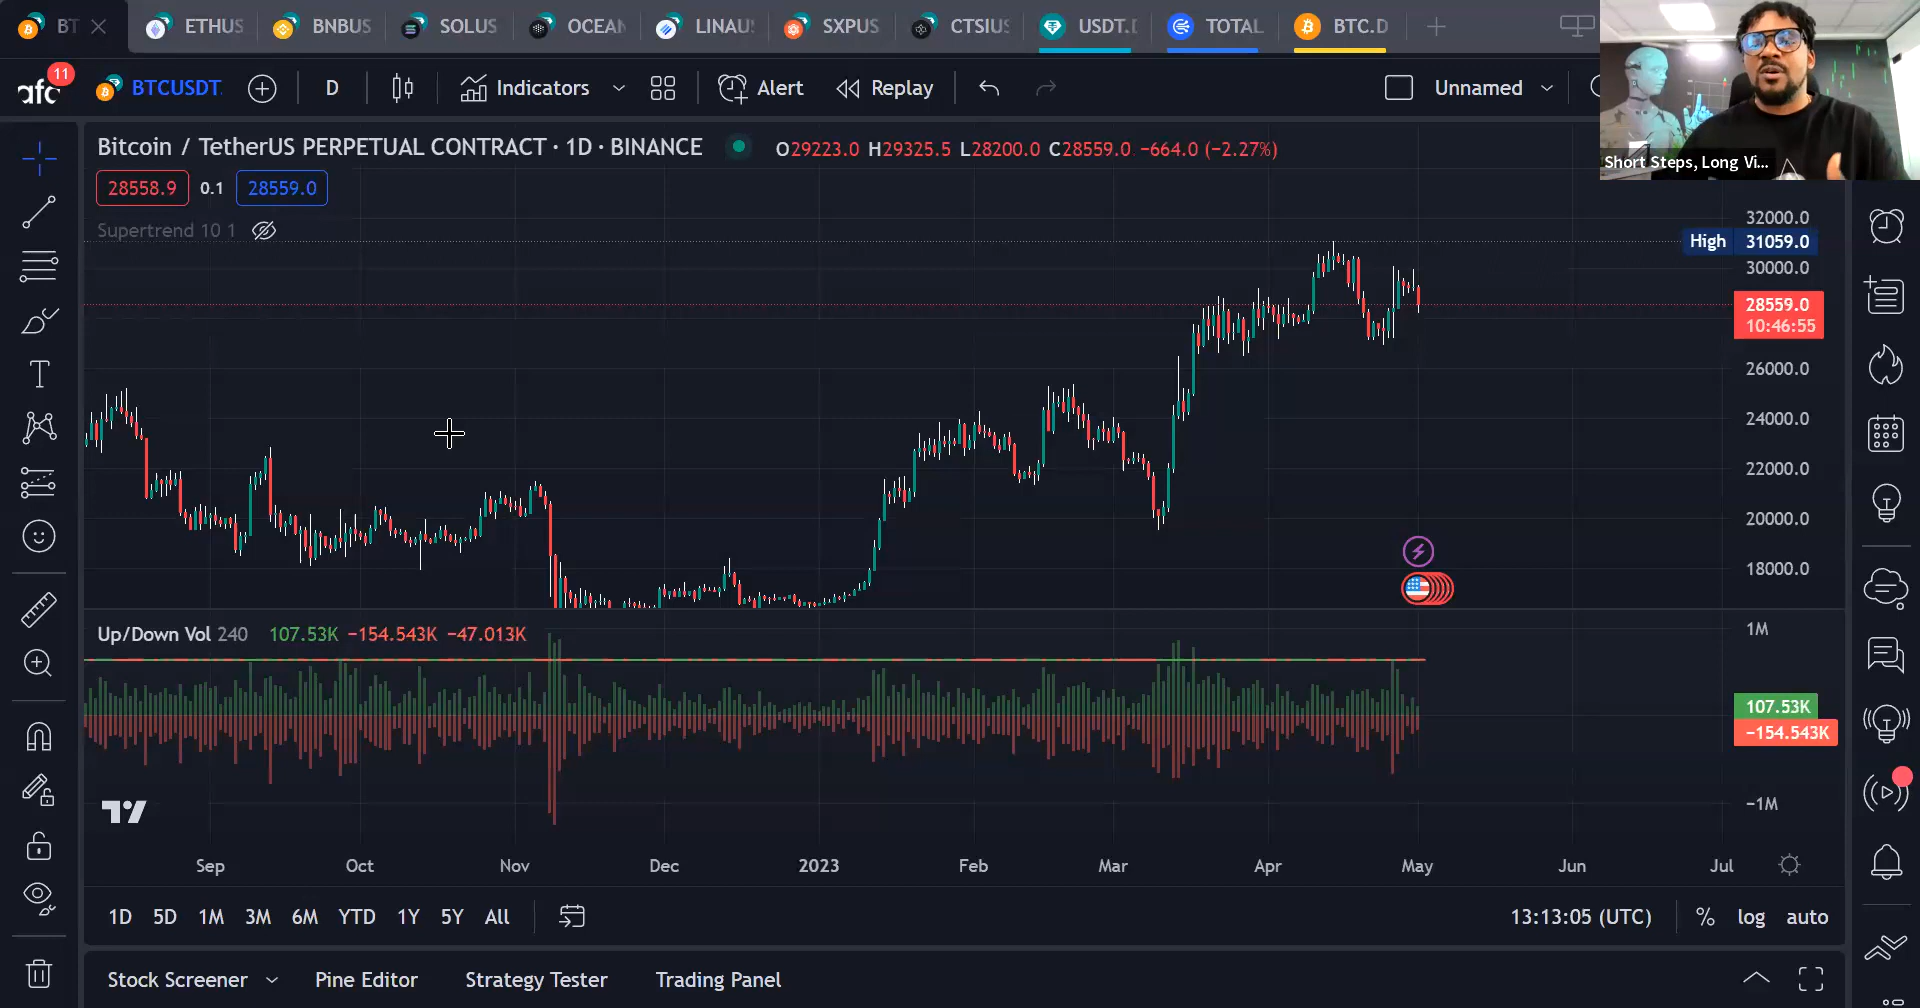 BT ETHUS BNBUS SOLUS OCEAN LINAUS SXPUS CTSIUS USDT.D TOTAL BTC.D
afc 11 BTCUSDT D Indicators Alert Replay Unnamed
Short Steps, Long Vi...
Bitcoin / TetherUS PERPETUAL CONTRACT · 1D · BINANCE O29223.0 H29325.5 L28200.0 C28559.0 −664.0 (−2.27%)
28558.9 0.1 28559.0
Supertrend 10 1
32000.0
High 31059.0
30000.0
28559.0
10:46:55
26000.0
24000.0
22000.0
20000.0
18000.0
Up/Down Vol 240 107.53K −154.543K −47.013K
1M
107.53K
−154.543K
−1M
Sep Oct Nov Dec 2023 Feb Mar Apr May Jun Jul
1D 5D 1M 3M 6M YTD 1Y 5Y All 13:13:05 (UTC) % log auto
Stock Screener Pine Editor Strategy Tester Trading Panel